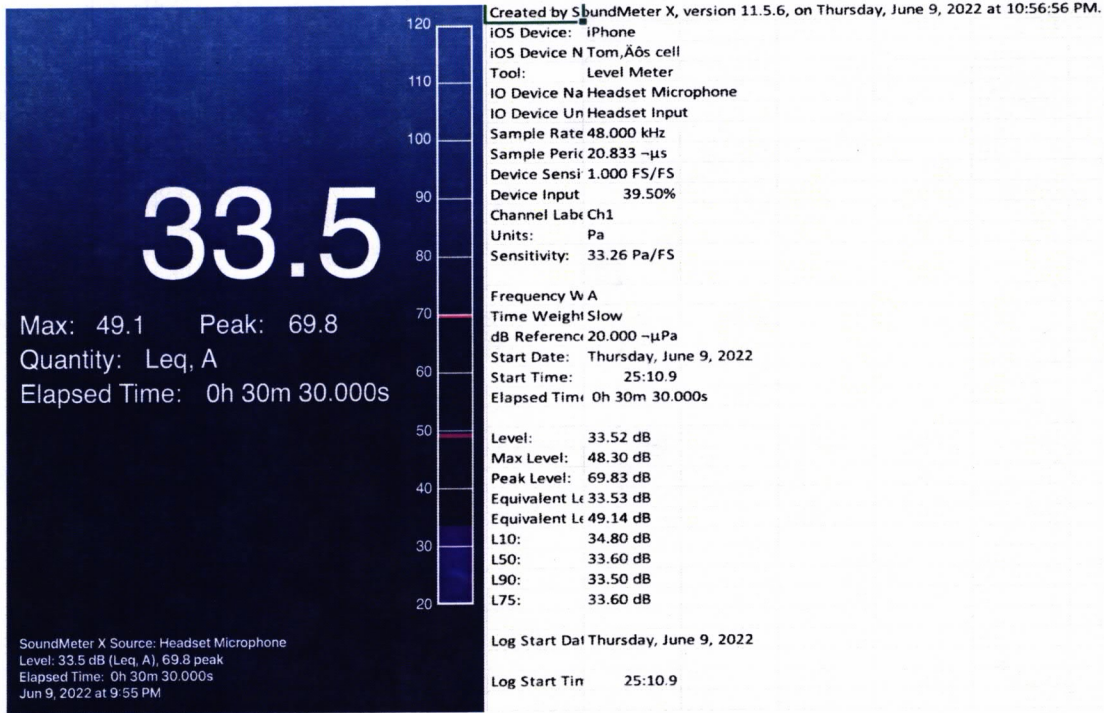 120
110
100
90
80
70
60
50
40
30
20
33.5
Max: 49.1 Peak: 69.8
Quantity: Leq, A
Elapsed Time: 0h 30m 30.000s
SoundMeter X Source: Headset Microphone
Level: 33.5 dB (Leq, A), 69.8 peak
Elapsed Time: 0h 30m 30.000s
Jun 9, 2022 at 9:55 PM
Created by SoundMeter X, version 11.5.6, on Thursday, June 9, 2022 at 10:56:56 PM.
iOS Device: iPhone
iOS Device N Tom‚Äôs cell
Tool: Level Meter
IO Device Na Headset Microphone
IO Device Un Headset Input
Sample Rate 48.000 kHz
Sample Peric 20.833 ¬µs
Device Sensi 1.000 FS/FS
Device Input 39.50%
Channel Labe Ch1
Units: Pa
Sensitivity: 33.26 Pa/FS
Frequency W A
Time Weight Slow
dB Reference 20.000 ¬µPa
Start Date: Thursday, June 9, 2022
Start Time: 25:10.9
Elapsed Time 0h 30m 30.000s
Level: 33.52 dB
Max Level: 48.30 dB
Peak Level: 69.83 dB
Equivalent Le 33.53 dB
Equivalent Le 49.14 dB
L10: 34.80 dB
L50: 33.60 dB
L90: 33.50 dB
L75: 33.60 dB
Log Start Dat Thursday, June 9, 2022
Log Start Tim 25:10.9